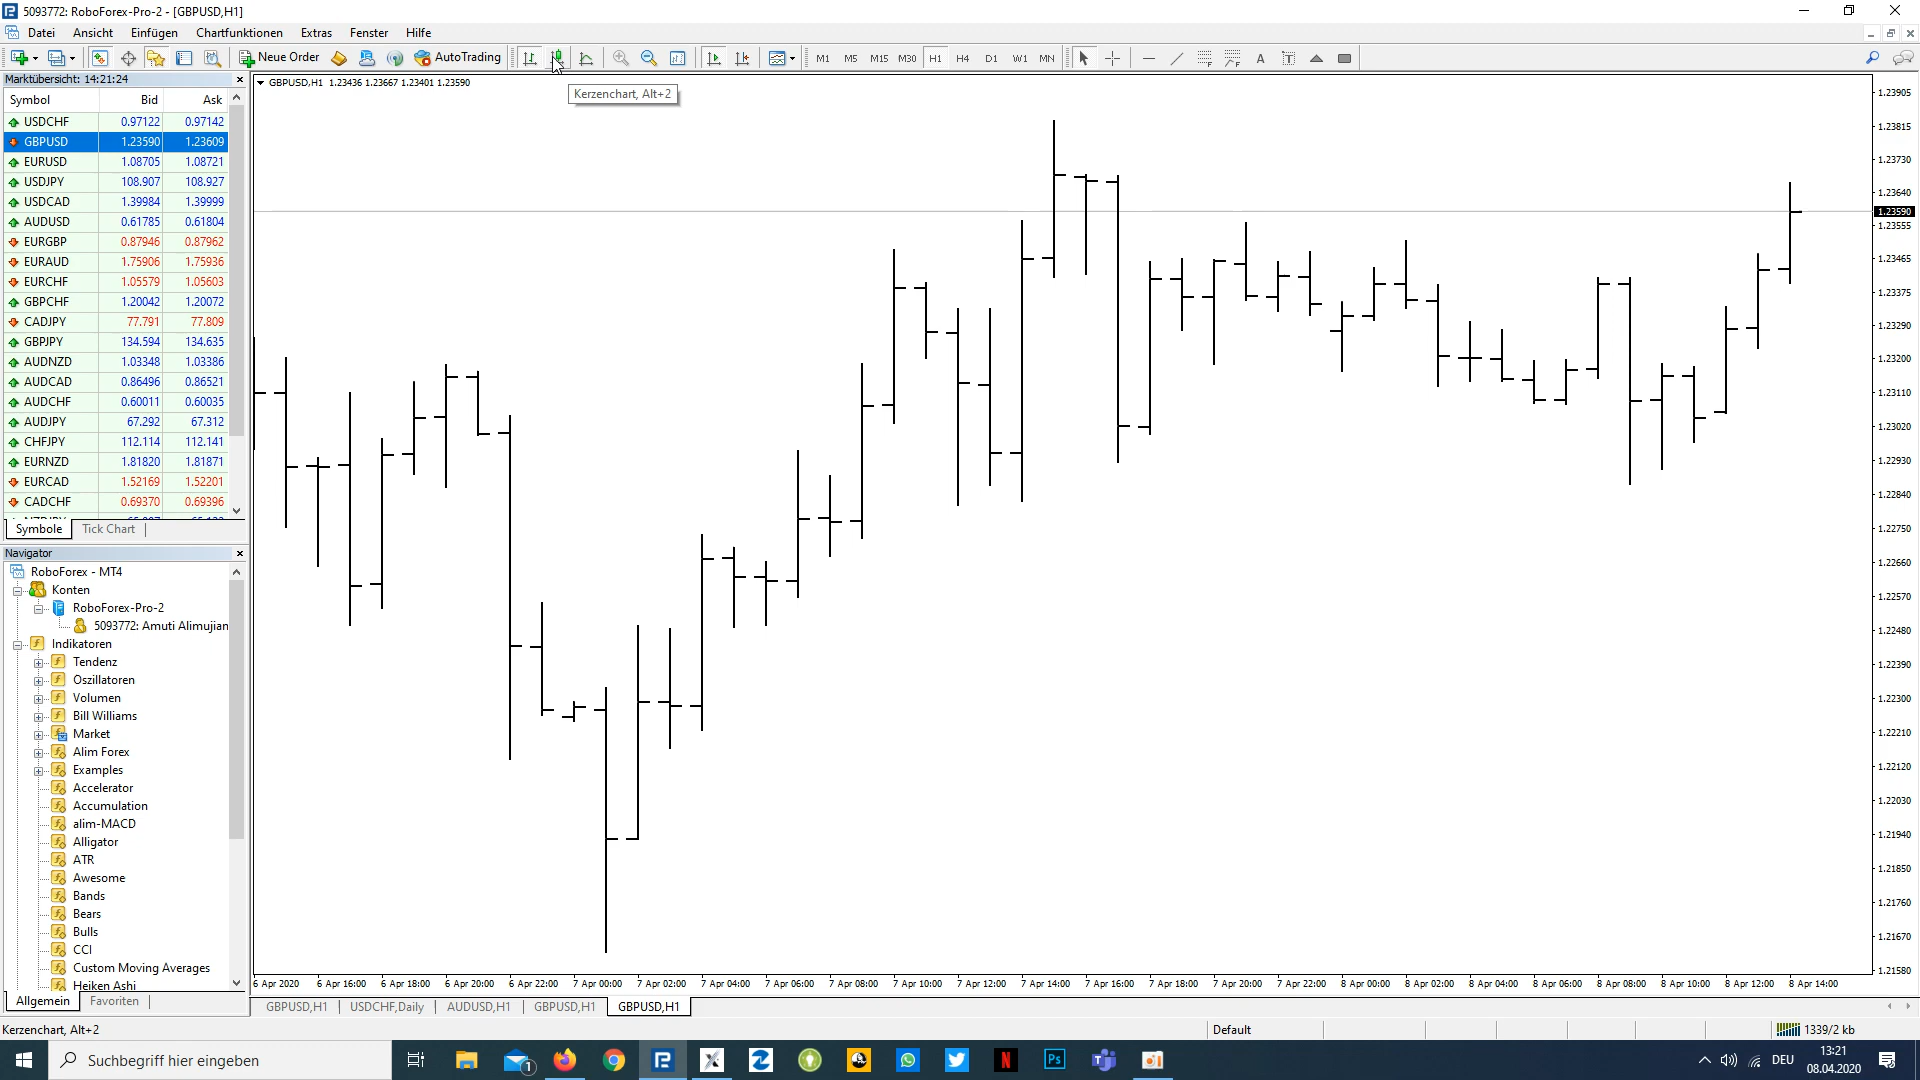 5093772: RoboForex-Pro-2 - [GBPUSD,H1]
Datei Ansicht Einfügen Chartfunktionen Extras Fenster Hilfe
Neue Order AutoTrading M1 M5 M15 M30 H1 H4 D1 W1 MN A T
Marktübersicht: 14:21:24
Symbol Bid Ask
USDCHF 0.97122 0.97142
GBPUSD 1.23590 1.23609
EURUSD 1.08705 1.08721
USDJPY 108.907 108.927
USDCAD 1.39984 1.39999
AUDUSD 0.61785 0.61804
EURGBP 0.87946 0.87962
EURAUD 1.75906 1.75936
EURCHF 1.05579 1.05603
GBPCHF 1.20042 1.20072
CADJPY 77.791 77.809
GBPJPY 134.594 134.635
AUDNZD 1.03348 1.03386
AUDCAD 0.86496 0.86521
AUDCHF 0.60011 0.60035
AUDJPY 67.292 67.312
CHFJPY 112.114 112.141
EURNZD 1.81820 1.81871
EURCAD 1.52169 1.52201
CADCHF 0.69370 0.69396
Symbole Tick Chart
Navigator
RoboForex - MT4
Konten
RoboForex-Pro-2
5093772: Amuti Alimujian
Indikatoren
Tendenz
Oszillatoren
Volumen
Bill Williams
Market
Alim Forex
Examples
Accelerator
Accumulation
alim-MACD
Alligator
ATR
Awesome
Bands
Bears
Bulls
CCI
Custom Moving Averages
Heiken Ashi
Allgemein Favoriten
GBPUSD,H1 1.23436 1.23667 1.23401 1.23590
Kerzenchart, Alt+2
1.23905
1.23815
1.23730
1.23640
1.23590
1.23555
1.23465
1.23375
1.23290
1.23200
1.23110
1.23020
1.22930
1.22840
1.22750
1.22660
1.22570
1.22480
1.22390
1.22300
1.22210
1.22120
1.22030
1.21940
1.21850
1.21760
1.21670
1.21580
6 Apr 2020 6 Apr 16:00 6 Apr 18:00 6 Apr 20:00 6 Apr 22:00 7 Apr 00:00 7 Apr 02:00 7 Apr 04:00 7 Apr 06:00 7 Apr 08:00 7 Apr 10:00 7 Apr 12:00 7 Apr 14:00 7 Apr 16:00 7 Apr 18:00 7 Apr 20:00 7 Apr 22:00 8 Apr 00:00 8 Apr 02:00 8 Apr 04:00 8 Apr 06:00 8 Apr 08:00 8 Apr 10:00 8 Apr 12:00 8 Apr 14:00
GBPUSD,H1 USDCHF,Daily AUDUSD,H1 GBPUSD,H1 GBPUSD,H1
Kerzenchart, Alt+2 Default 1339/2 kb
Suchbegriff hier eingeben 1 N Ps DEU 13:21
08.04.2020